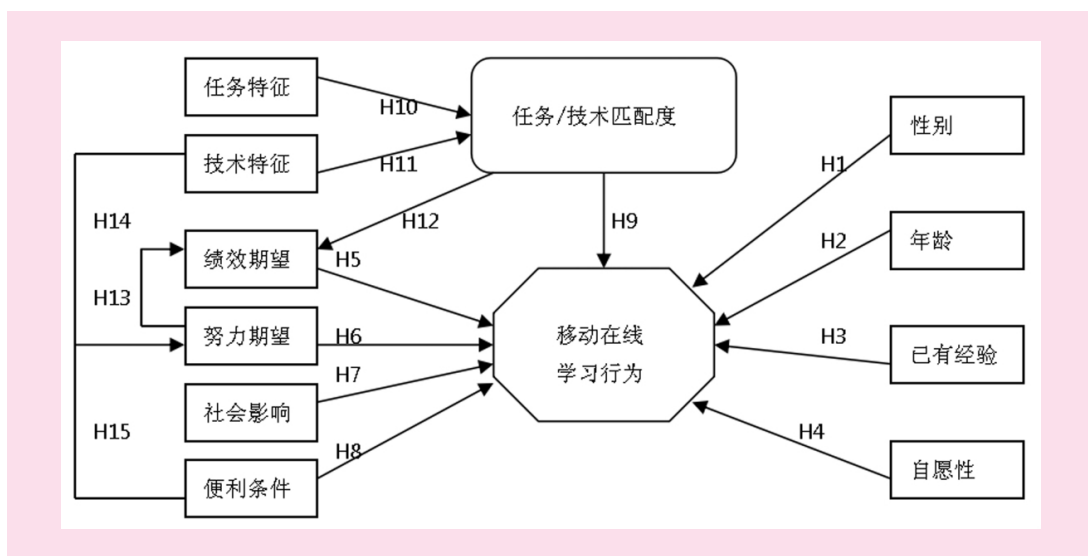 任务特征
H10
任务/技术匹配度
性别
技术特征
H11
H1
H14
H12
H9
H2
年龄
绩效期望
H5
H13
努力期望
H6
移动在线
学习行为
H3
已有经验
H7
社会影响
H15
H8
H4
便利条件
自愿性